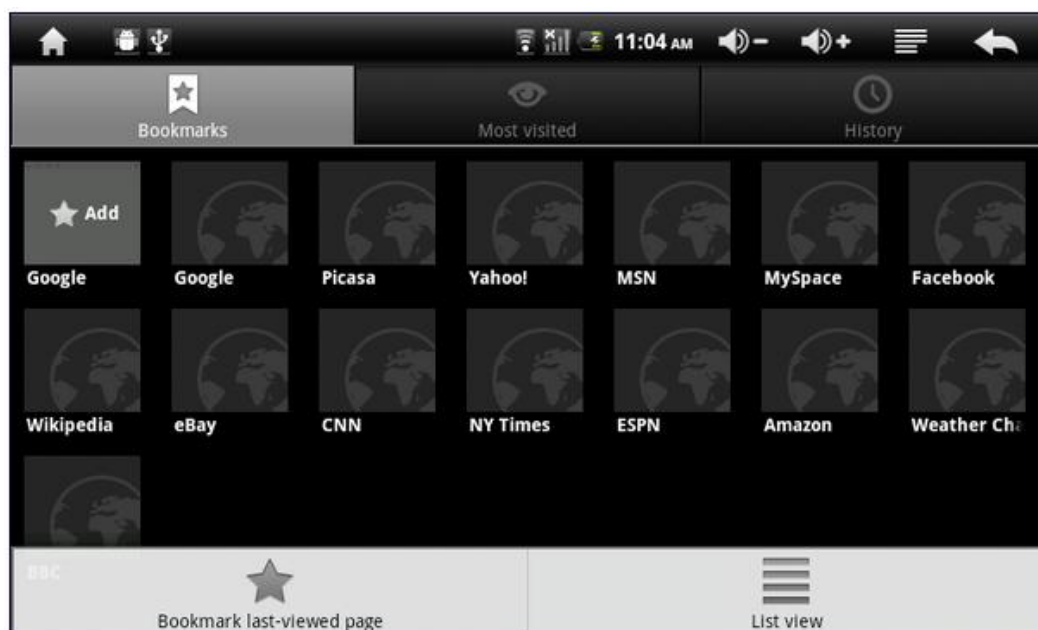 11:04 AM
Bookmarks
Most visited
History
Add
Google
Google
Picasa
Yahoo!
MSN
MySpace
Facebook
Wikipedia
eBay
CNN
NY Times
ESPN
Amazon
Weather Cha
BBC
Bookmark last-viewed page
List view